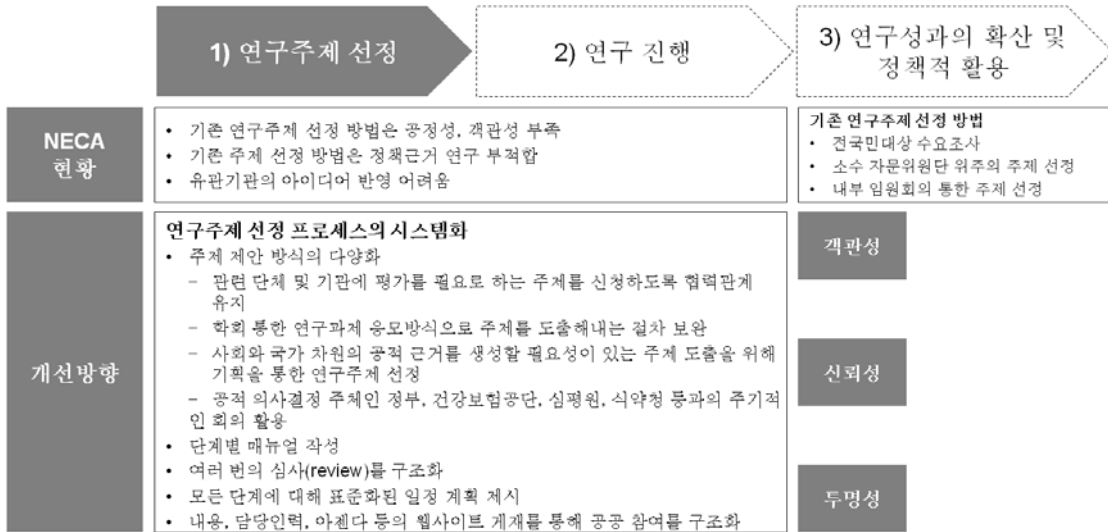 1) 연구주제 선정
2) 연구 진행
3) 연구성과의 확산 및
정책적 활용
NECA
현황
• 기존 연구주제 선정 방법은 공정성, 객관성 부족
• 기존 주제 선정 방법은 정책근거 연구 부적합
• 유관기관의 아이디어 반영 어려움
기존 연구주제 선정 방법
• 전국민대상 수요조사
• 소수 자문위원단 위주의 주제 선정
• 내부 임원회의 통한 주제 선정
개선방향
연구주제 선정 프로세스의 시스템화
• 주제 제안 방식의 다양화
– 관련 단체 및 기관에 평가를 필요로 하는 주제를 신청하도록 협력관계
유지
– 학회 통한 연구과제 응모방식으로 주제를 도출해내는 절차 보완
– 사회와 국가 차원의 공적 근거를 생성할 필요성이 있는 주제 도출을 위해
기획을 통한 연구주제 선정
– 공적 의사결정 주체인 정부, 건강보험공단, 심평원, 식약청 등과의 주기적
인 회의 활용
• 단계별 매뉴얼 작성
• 여러 번의 심사(review)를 구조화
• 모든 단계에 대해 표준화된 일정 계획 제시
• 내용, 담당인력, 아젠다 등의 웹사이트 게재를 통해 공공 참여를 구조화
객관성
신뢰성
투명성